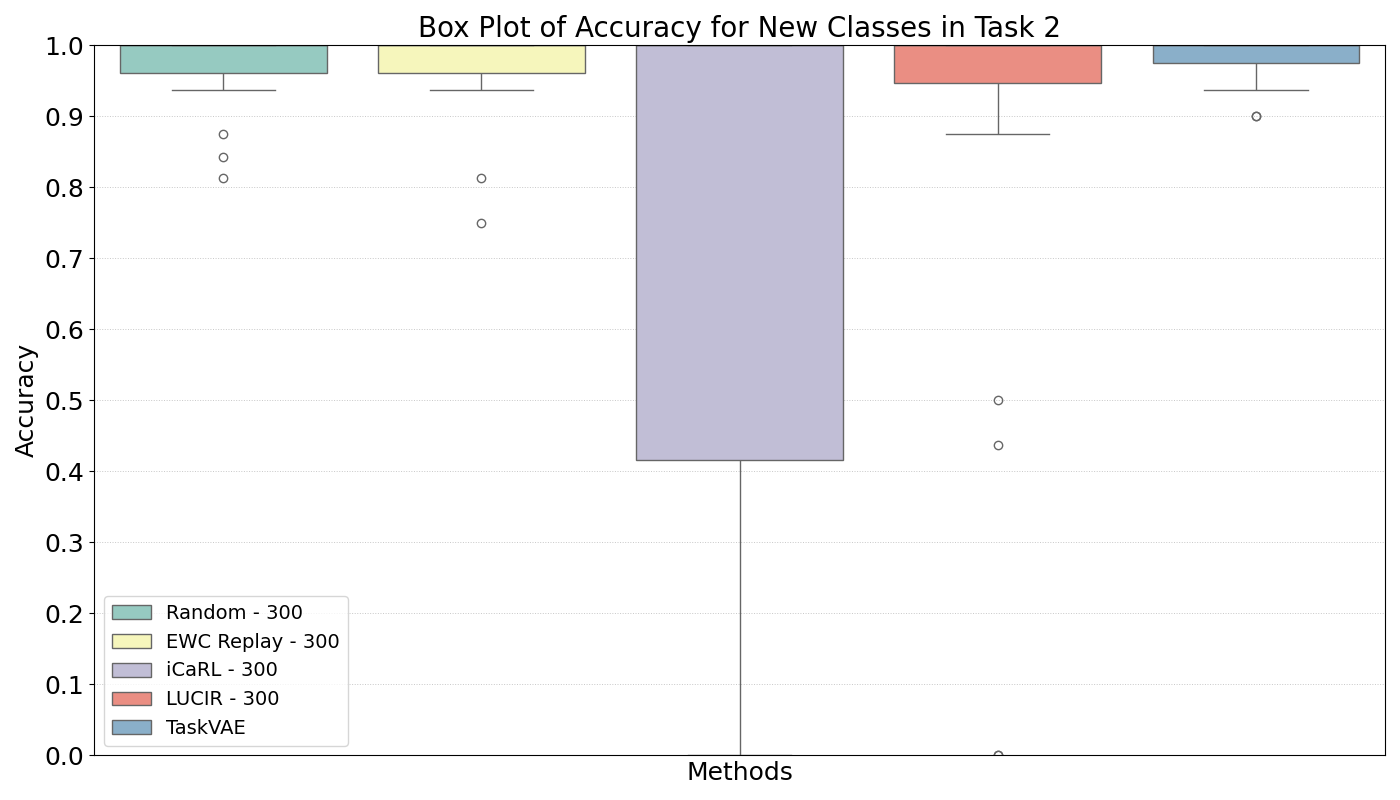 Box Plot of Accuracy for New Classes in Task 2
1.0
0.9
0.8
0.7
0.6
0.5
0.4
0.3
0.2
0.1
0.0
Accuracy
Random - 300
EWC Replay - 300
iCaRL - 300
LUCIR - 300
TaskVAE
Methods